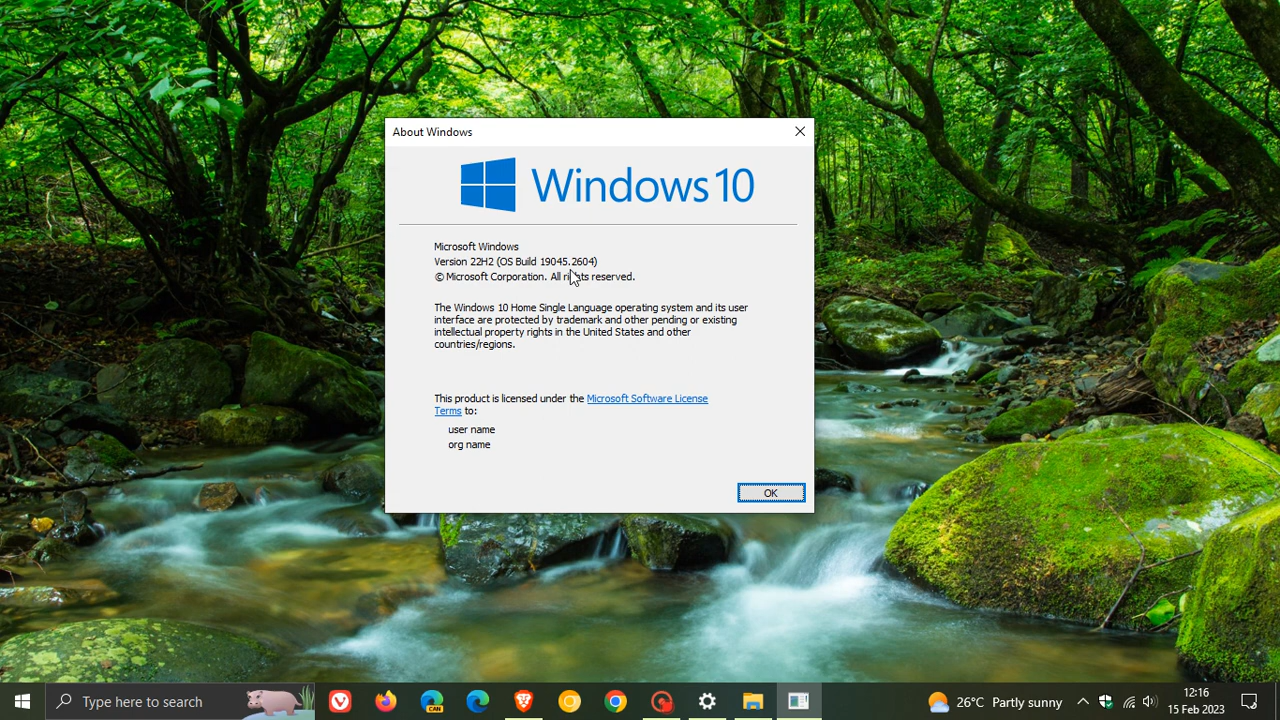 About Windows
Windows 10
Microsoft Windows
Version 22H2 (OS Build 19045.2604)
© Microsoft Corporation. All rights reserved.
The Windows 10 Home Single Language operating system and its user
interface are protected by trademark and other pending or existing
intellectual property rights in the United States and other
countries/regions.
This product is licensed under the Microsoft Software License
Terms to:
user name
org name
OK
Type here to search
CAN
26°C Partly sunny
12:16
15 Feb 2023